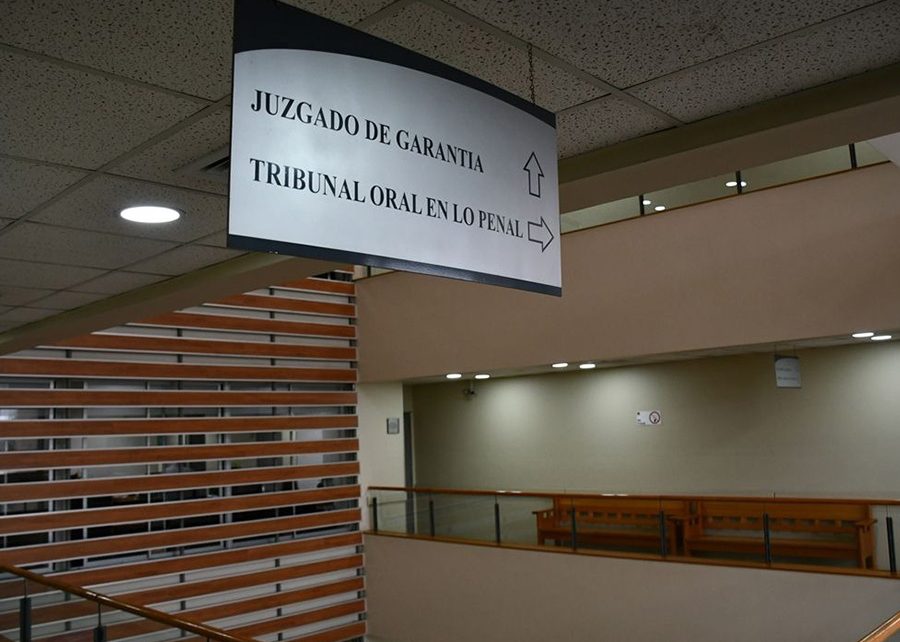 JUZGADO DE GARANTIA
TRIBUNAL ORAL EN LO PENAL